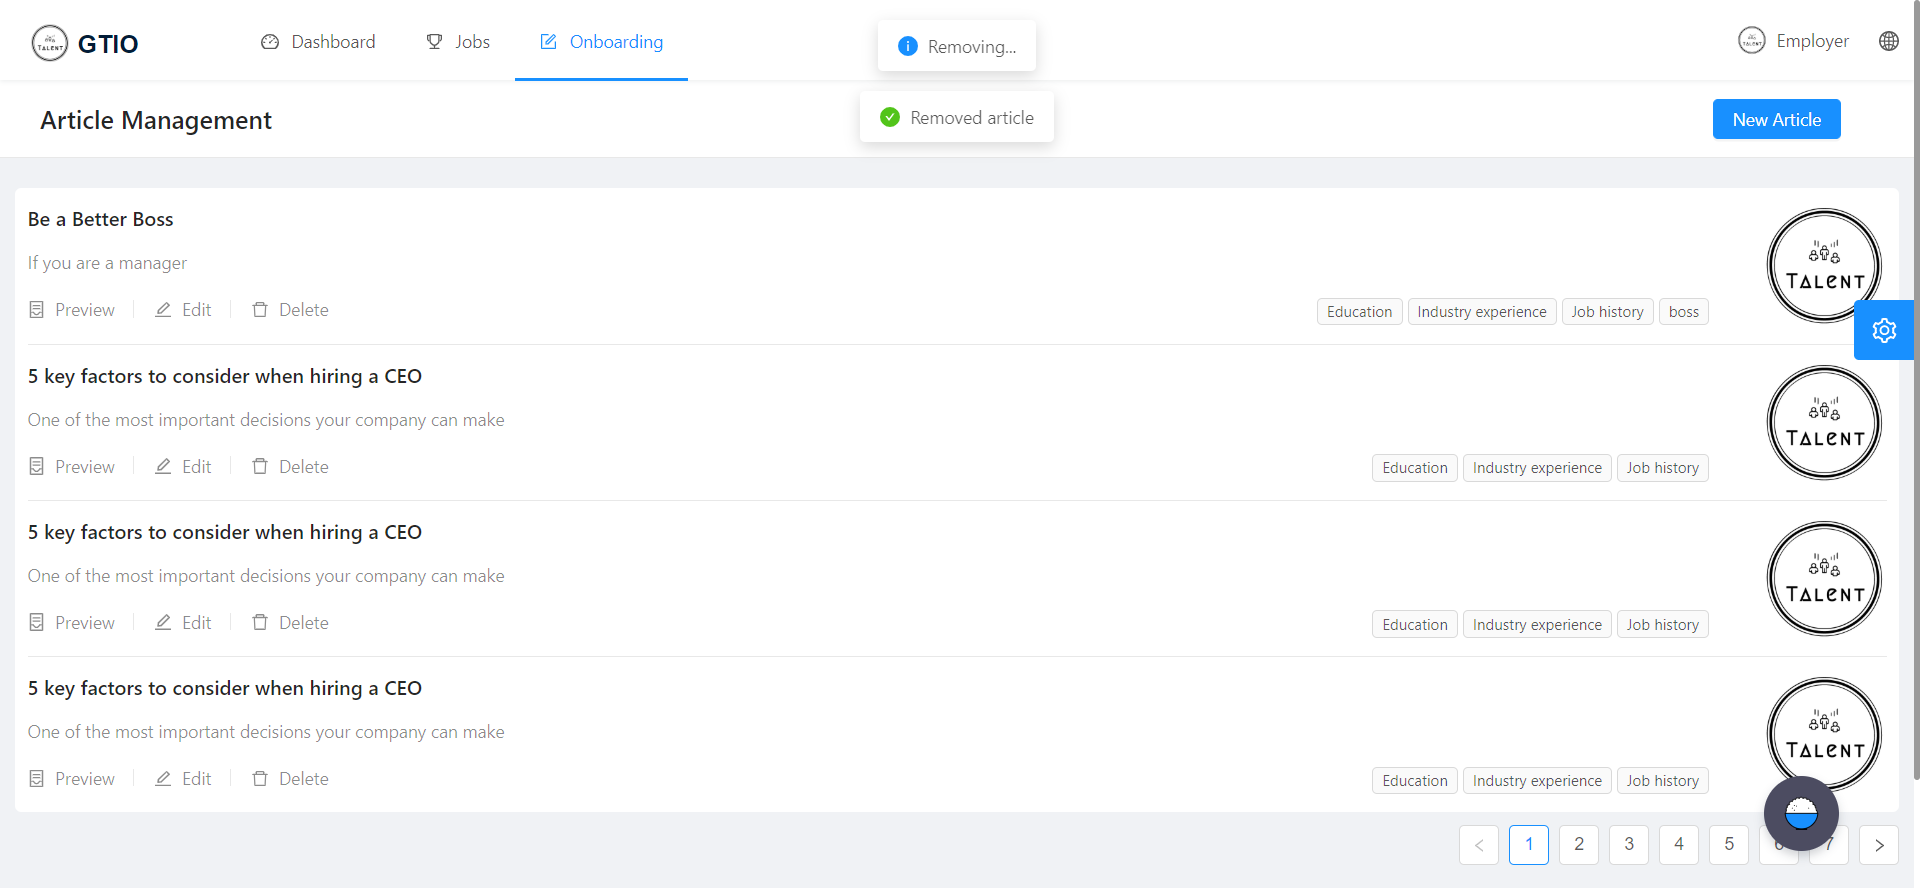 TALENT GTIO Dashboard Jobs Onboarding Removing... TALENT Employer
Article Management Removed article New Article
Be a Better Boss
If you are a manager
TALENT
Preview Edit Delete Education Industry experience Job history boss
5 key factors to consider when hiring a CEO
One of the most important decisions your company can make
TALENT
Preview Edit Delete Education Industry experience Job history
5 key factors to consider when hiring a CEO
One of the most important decisions your company can make
TALENT
Preview Edit Delete Education Industry experience Job history
5 key factors to consider when hiring a CEO
One of the most important decisions your company can make
TALENT
Preview Edit Delete Education Industry experience Job history
< 1 2 3 4 5 6 7 >